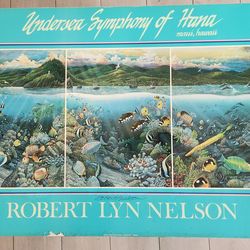 Undersea Symphony of Hana
maui, hawaii
ROBERT LYN NELSON